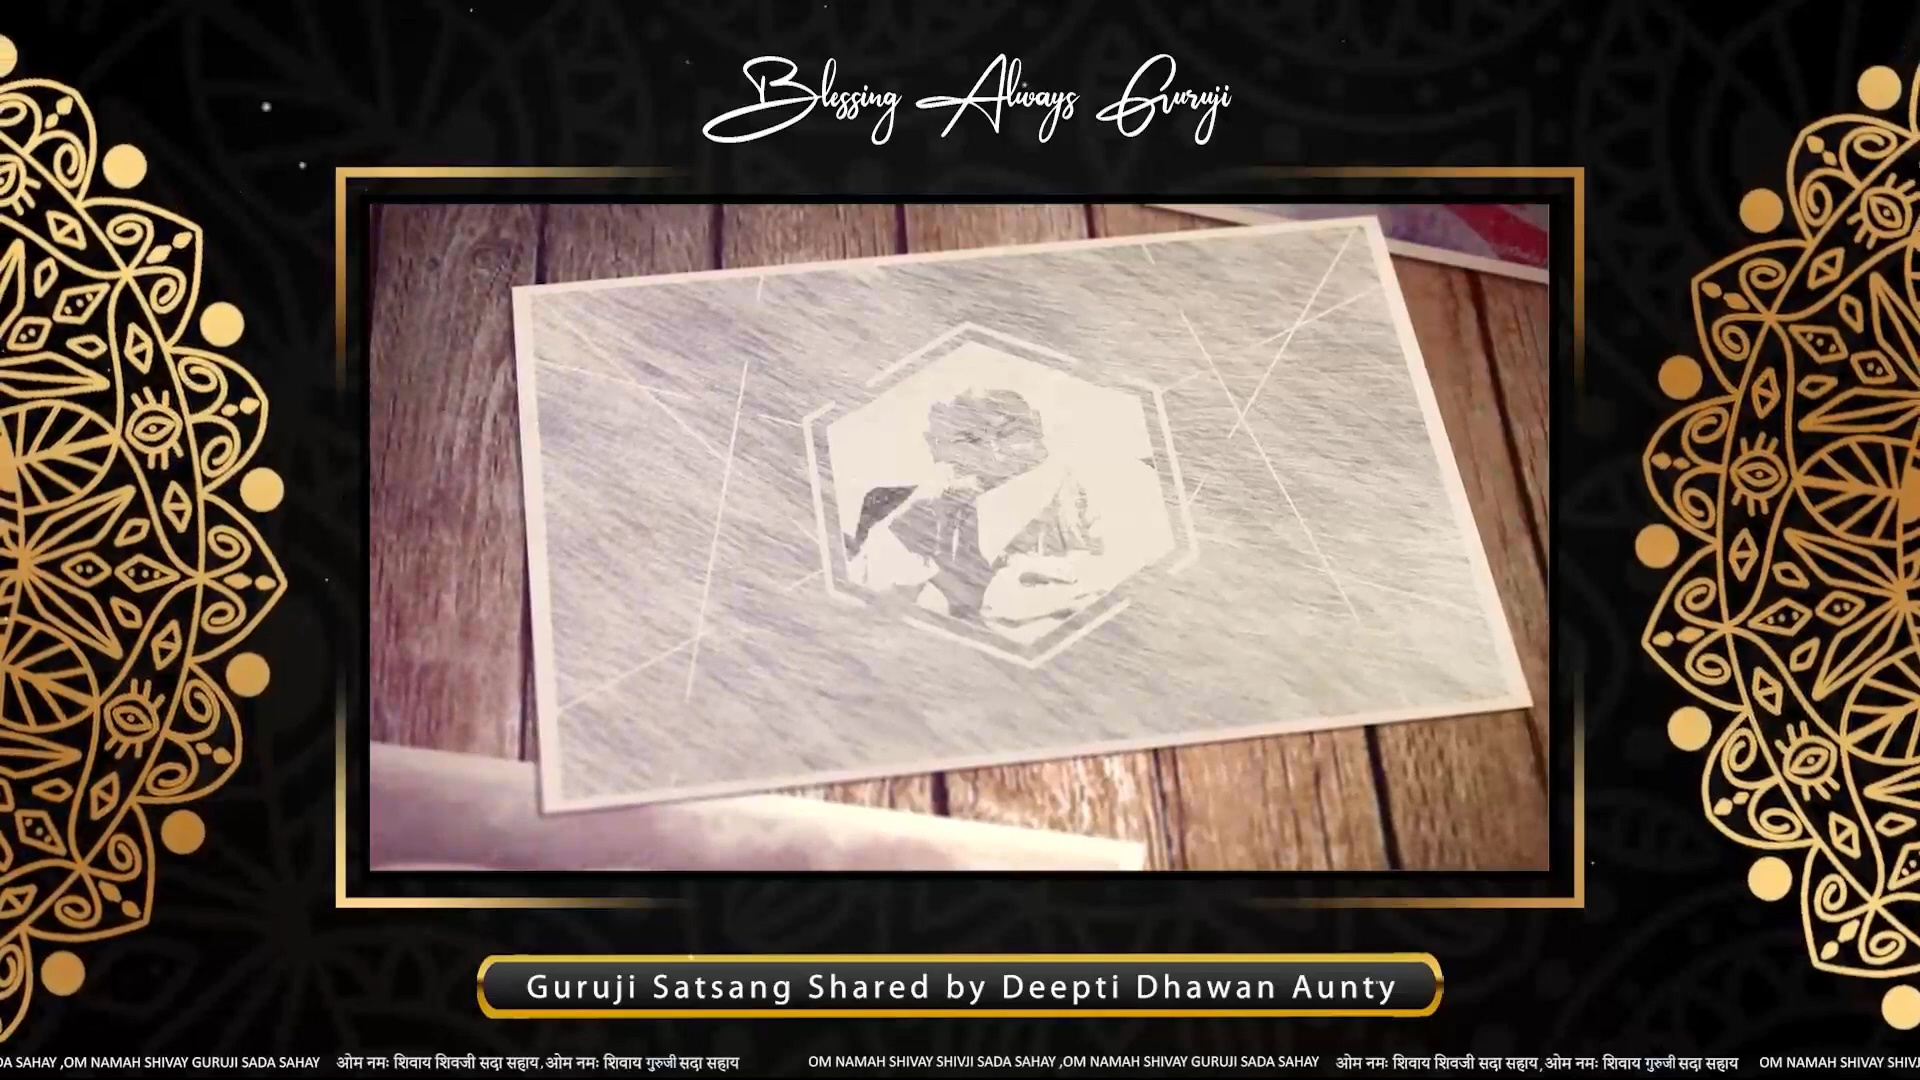 Blessing Always Guruji
Guruji Satsang Shared by Deepti Dhawan Aunty
DA SAHAY ,OM NAMAH SHIVAY GURUJI SADA SAHAY ओम नमः शिवाय शिवजी सदा सहाय,ओम नमः शिवाय गुरुजी सदा सहाय OM NAMAH SHIVAY SHIVJI SADA SAHAY ,OM NAMAH SHIVAY GURUJI SADA SAHAY ओम नमः शिवाय शिवजी सदा सहाय,ओम नमः शिवाय गुरुजी सदा सहाय OM NAMAH SHIVAY SHIVJ